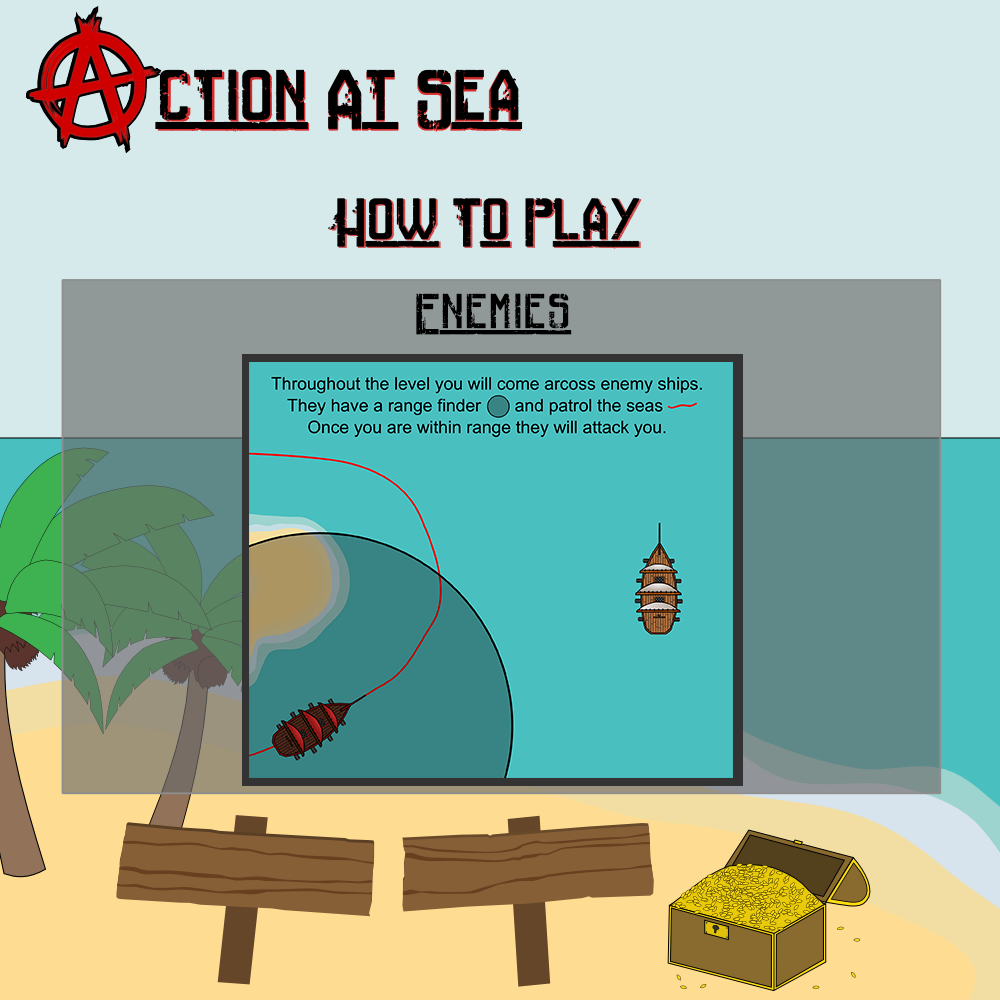 Action At Sea
How To Play
Enemies
Throughout the level you will come arcoss enemy ships.
They have a range finder and patrol the seas
Once you are within range they will attack you.